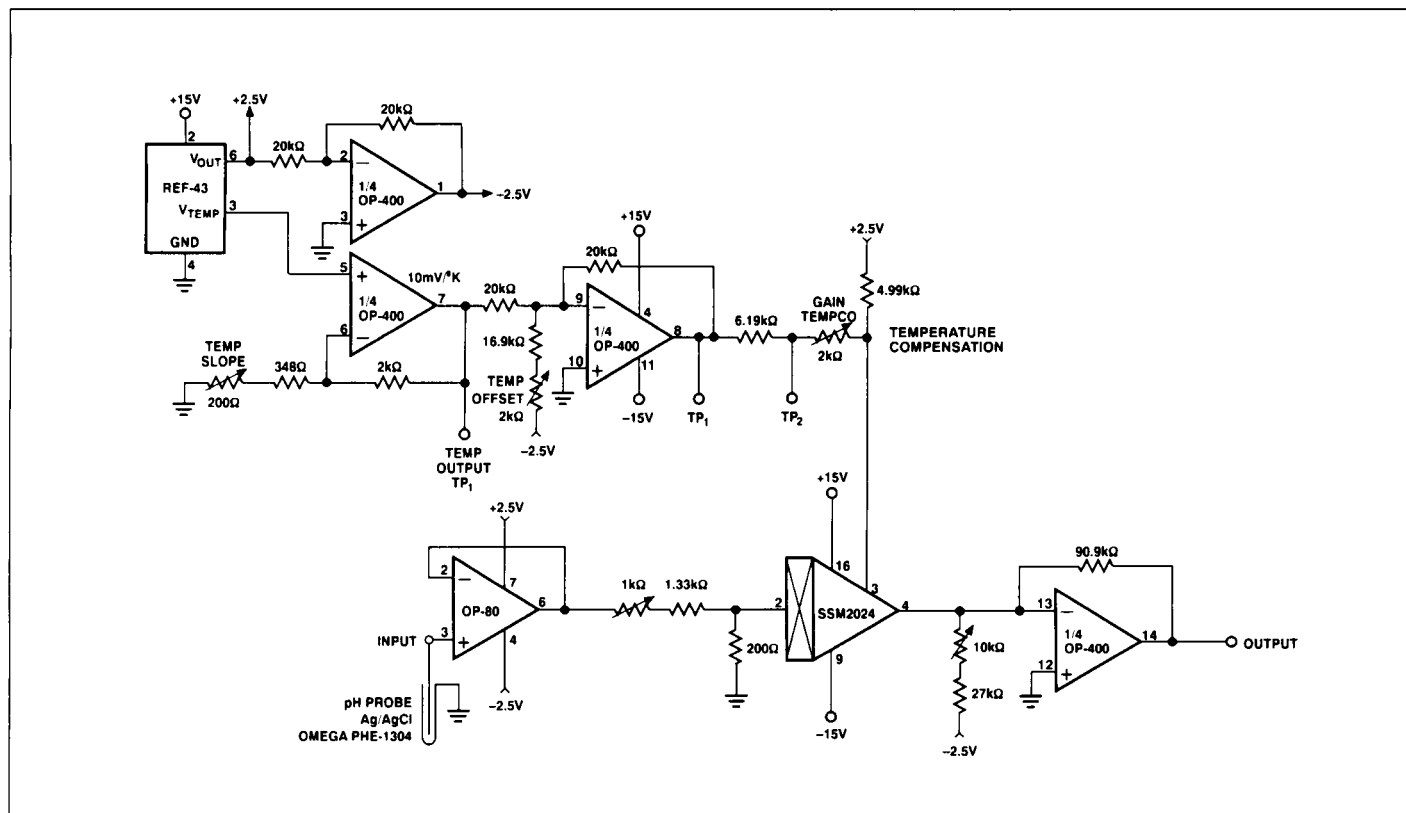 +15V
+2.5V
20kΩ
2
VOUT
6
20kΩ
2
−
1/4
OP-400
1
−2.5V
REF-43
VTEMP
3
3
+
GND
4
+15V
+2.5V
5
+
10mV/°K
20kΩ
1/4
OP-400
7
20kΩ
9
−
4
4.99kΩ
6
−
16.9kΩ
1/4
OP-400
8
6.19kΩ
GAIN
TEMPCO
2kΩ
TEMPERATURE
COMPENSATION
TEMP
SLOPE
200Ω
348Ω
2kΩ
TEMP
OFFSET
2kΩ
10
+
11
−15V
TP1
TP2
−2.5V
TEMP
OUTPUT
TP1
+2.5V
+15V
2
−
7
OP-80
6
1kΩ
1.33kΩ
2
16
SSM2024
3
4
90.9kΩ
13
−
1/4
OP-400
14
OUTPUT
INPUT
3
+
4
200Ω
9
10kΩ
12
+
−2.5V
27kΩ
−15V
−2.5V
pH PROBE
Ag/AgCl
OMEGA PHE-1304